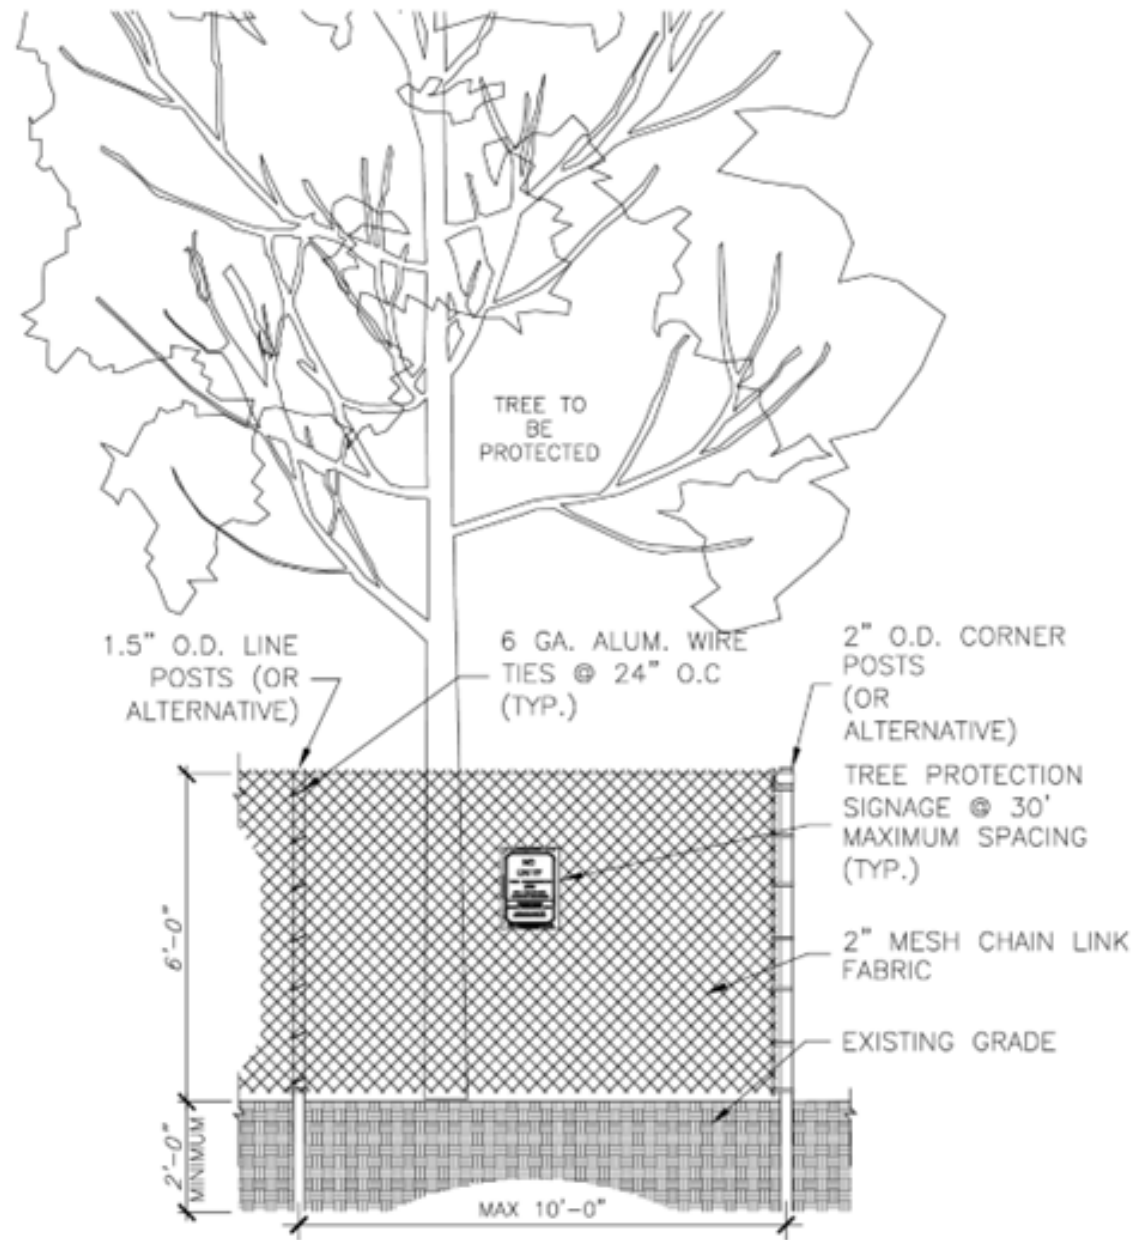 TREE TO
BE
PROTECTED
1.5" O.D. LINE
POSTS (OR
ALTERNATIVE)
6 GA. ALUM. WIRE
TIES @ 24" O.C
(TYP.)
2" O.D. CORNER
POSTS
(OR
ALTERNATIVE)
TREE PROTECTION
SIGNAGE @ 30'
MAXIMUM SPACING
(TYP.)
2" MESH CHAIN LINK
FABRIC
EXISTING GRADE
6'-0"
2'-0"
MINIMUM
MAX 10'-0"